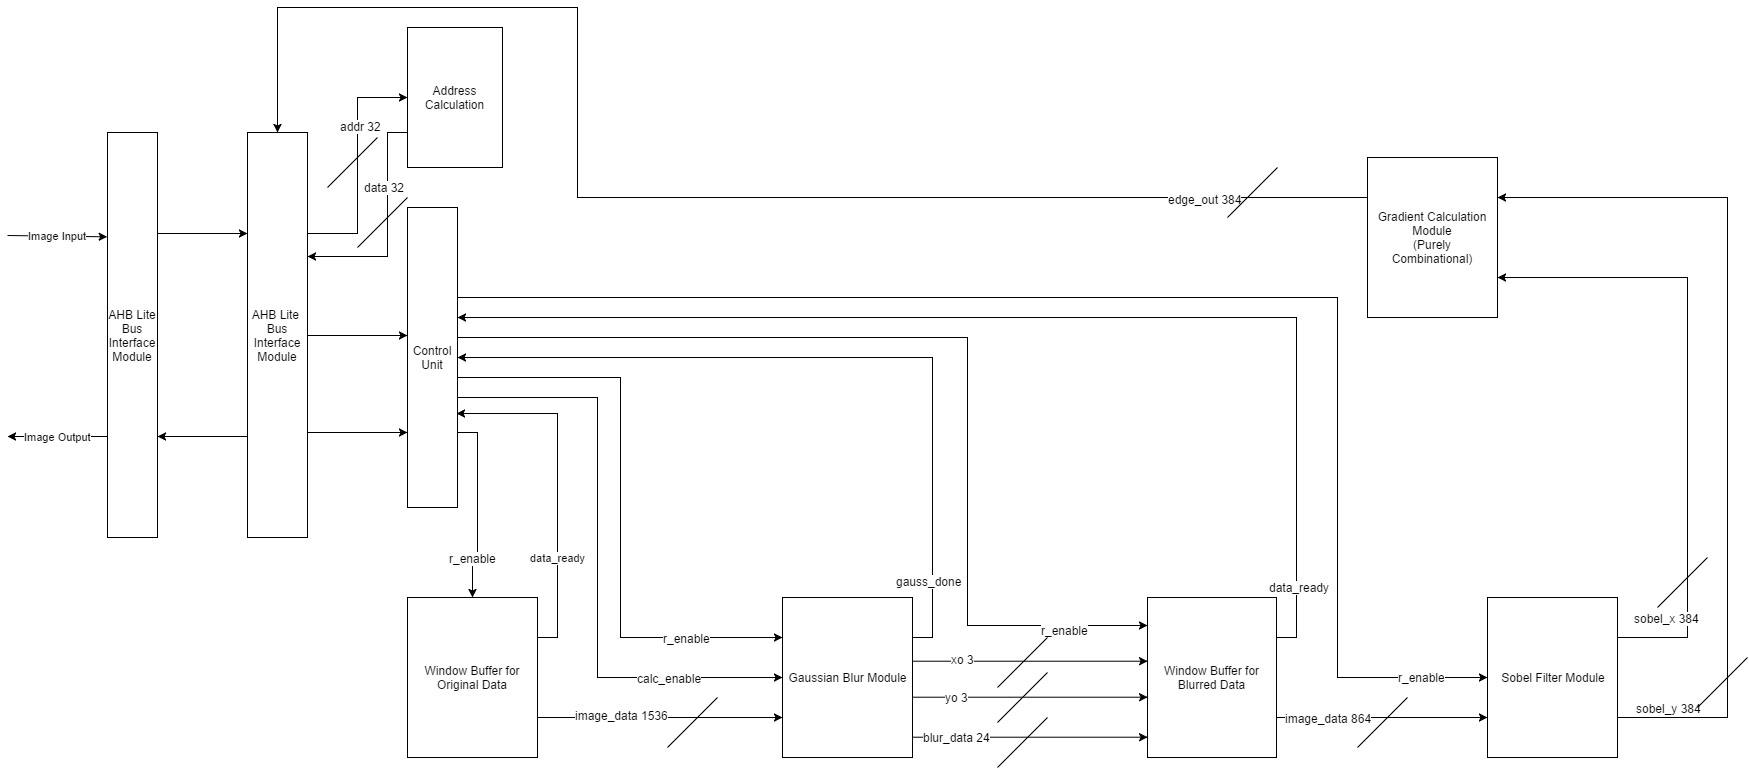 Address
Calculation
addr 32
data 32
edge_out 384
Gradient Calculation
Module
(Purely
Combinational)
Image Input
AHB Lite
Bus
Interface
Module
AHB Lite
Bus
Interface
Module
Control
Unit
Image Output
r_enable
data_ready
gauss_done
data_ready
r_enable
r_enable
sobel_x 384
Window Buffer for
Original Data
calc_enable
image_data 1536
Gaussian Blur Module
xo 3
yo 3
blur_data 24
Window Buffer for
Blurred Data
r_enable
image_data 864
Sobel Filter Module
sobel_y 384